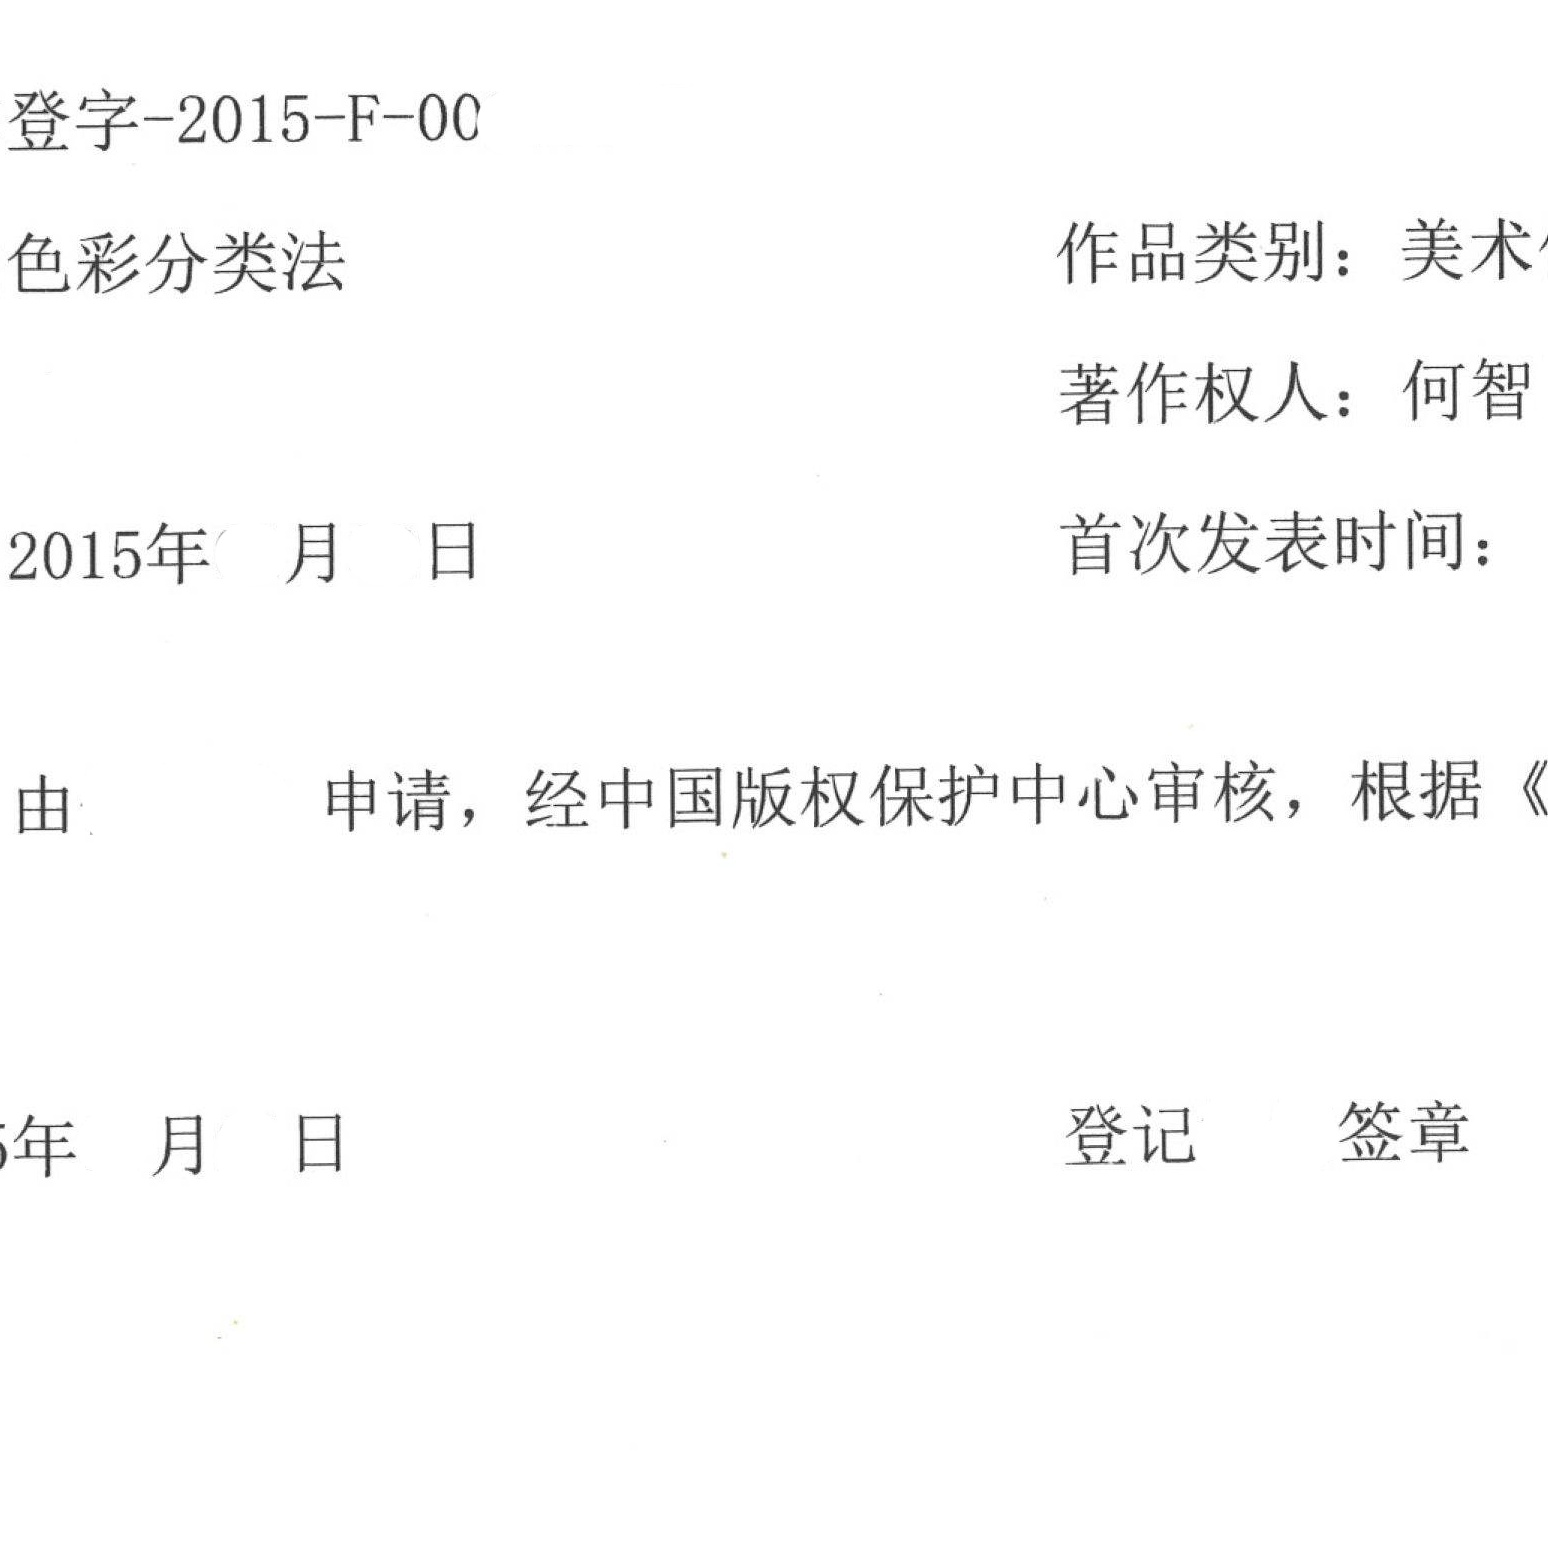 登字-2015-F-00
色彩分类法 作品类别：美术
著作权人：何智
2015年 月 日 首次发表时间：
由 申请，经中国版权保护中心审核，根据《
5年 月 日 登记 签章